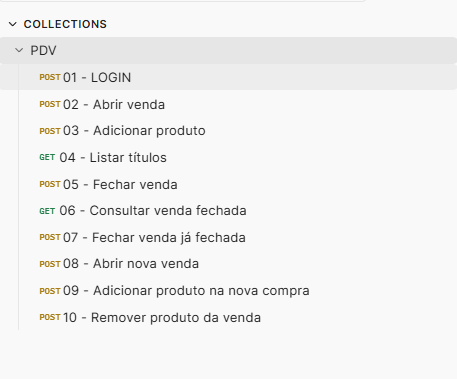 COLLECTIONS
PDV
POST 01 - LOGIN
POST 02 - Abrir venda
POST 03 - Adicionar produto
GET 04 - Listar títulos
POST 05 - Fechar venda
GET 06 - Consultar venda fechada
POST 07 - Fechar venda já fechada
POST 08 - Abrir nova venda
POST 09 - Adicionar produto na nova compra
POST 10 - Remover produto da venda